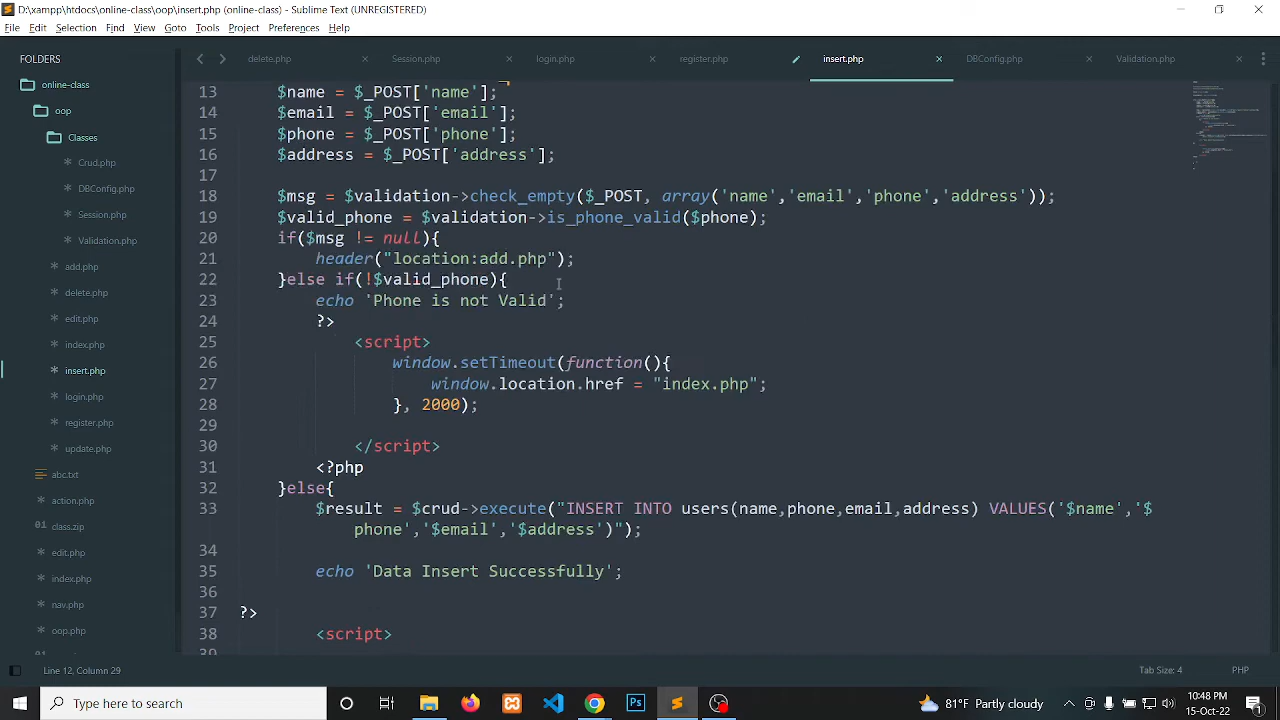 D:\xampp\htdocs\online-class\oop\insert.php (online-class) - Sublime Text (UNREGISTERED)
File Edit Selection Find View Goto Tools Project Preferences Help
FOLDERS
online-class
oop
Clases
Crud.php
DBConfig.php
Session.php
Validation.php
add.php
delete.php
edit.php
index.php
insert.php
login.php
register.php
update.php
abc.txt
action.php
class.zip
edit.php
index.php
nav.php
oop.php
delete.php Session.php login.php register.php insert.php DBConfig.php Validation.php
13 $name = $_POST['name'];
14 $email = $_POST['email'];
15 $phone = $_POST['phone'];
16 $address = $_POST['address'];
17
18 $msg = $validation->check_empty($_POST, array('name','email','phone','address'));
19 $valid_phone = $validation->is_phone_valid($phone);
20 if($msg != null){
21 header("location:add.php");
22 }else if(!$valid_phone){
23 echo 'Phone is not Valid';
24 ?>
25 <script>
26 window.setTimeout(function(){
27 window.location.href = "index.php";
28 }, 2000);
29
30 </script>
31 <?php
32 }else{
33 $result = $crud->execute("INSERT INTO users(name,phone,email,address) VALUES('$name','$
phone','$email','$address')");
34
35 echo 'Data Insert Successfully';
36
37 ?>
38 <script>
Line 12, Column 29 Tab Size: 4 PHP
Type here to search
81°F Partly cloudy
10:48 PM
15-Oct-22